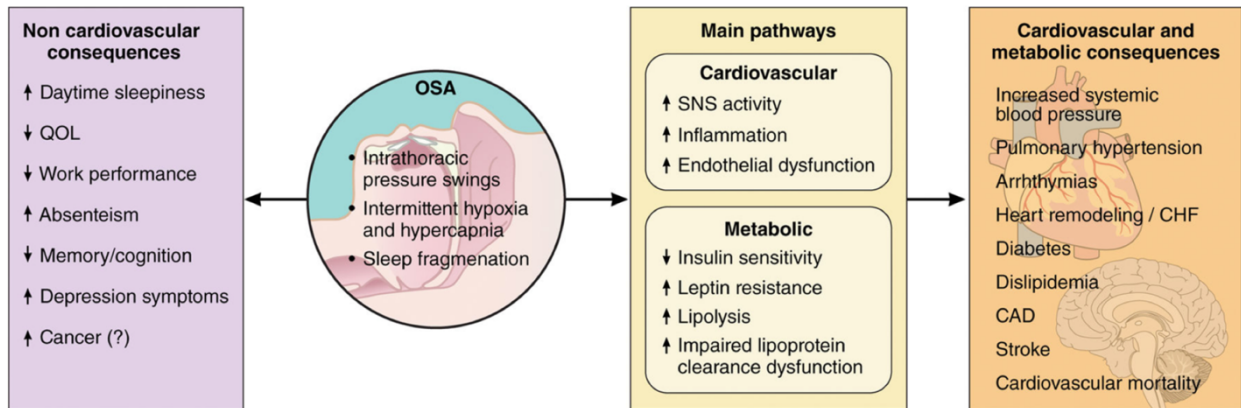 Non cardiovascular
consequences
↑ Daytime sleepiness
↓ QOL
↓ Work performance
↑ Absenteism
↓ Memory/cognition
↑ Depression symptoms
↑ Cancer (?)
OSA
• Intrathoracic
pressure swings
• Intermittent hypoxia
and hypercapnia
• Sleep fragmenation
Main pathways
Cardiovascular
↑ SNS activity
↑ Inflammation
↑ Endothelial dysfunction
Metabolic
↓ Insulin sensitivity
↑ Leptin resistance
↑ Lipolysis
↑ Impaired lipoprotein
clearance dysfunction
Cardiovascular and
metabolic consequences
Increased systemic
blood pressure
Pulmonary hypertension
Arrhythmias
Heart remodeling / CHF
Diabetes
Dislipidemia
CAD
Stroke
Cardiovascular mortality